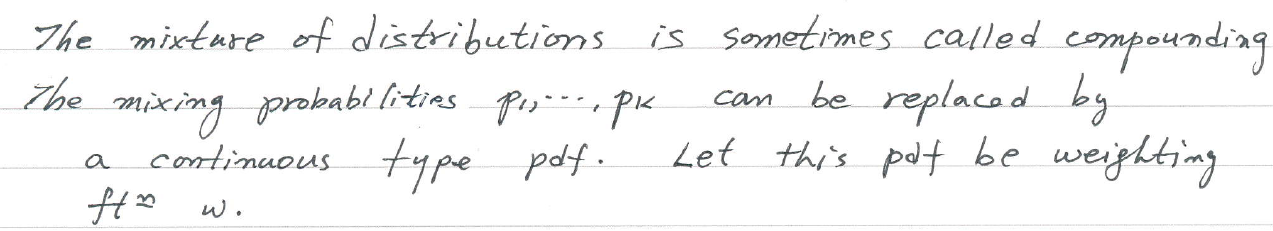 The mixture of distributions is sometimes called compounding
The mixing probabilities p₁,···, pₖ can be replaced by
a continuous type pdf. Let this pdf be weighting
ftⁿ w.